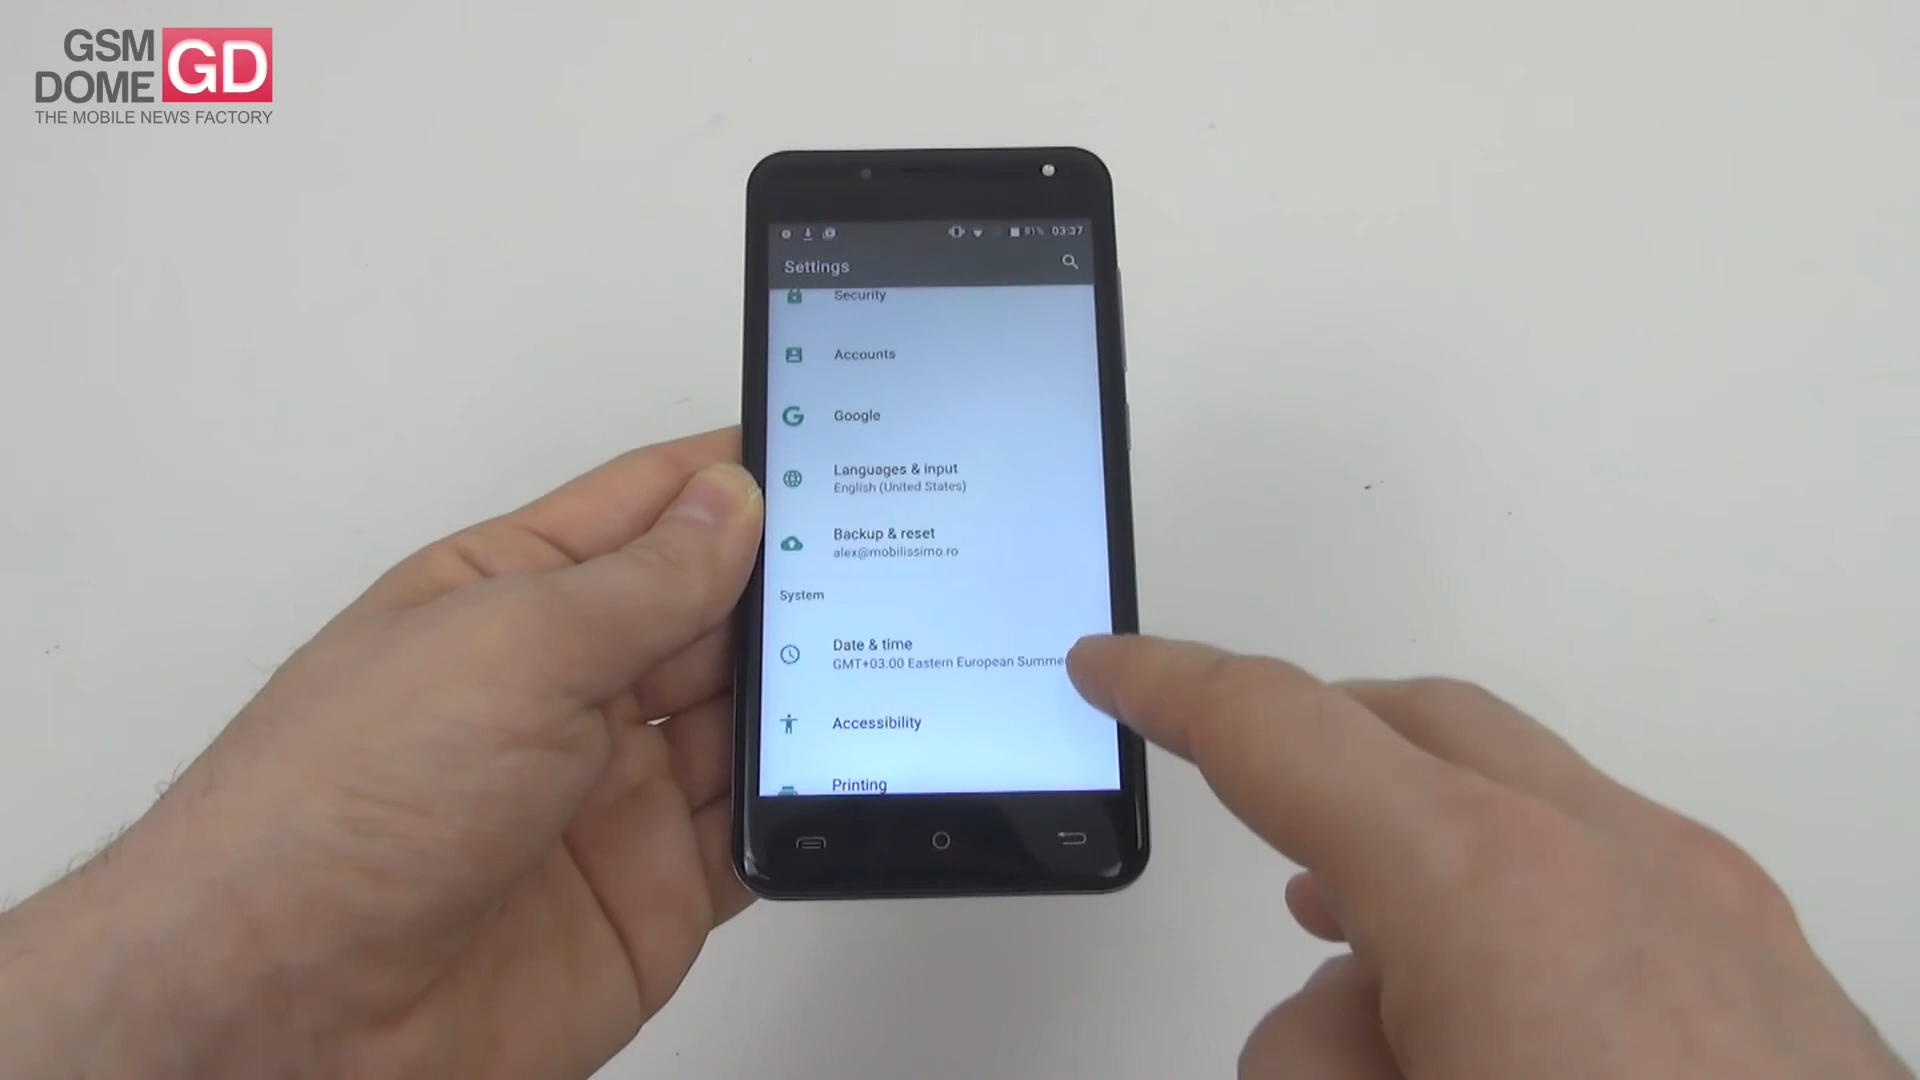 GSM
DOME
GD
THE MOBILE NEWS FACTORY
81% 03:37
Settings
Security
Accounts
Google
Languages & input
English (United States)
Backup & reset
alex@mobilissimo.ro
System
Date & time
GMT+03:00 Eastern European Summe
Accessibility
Printing